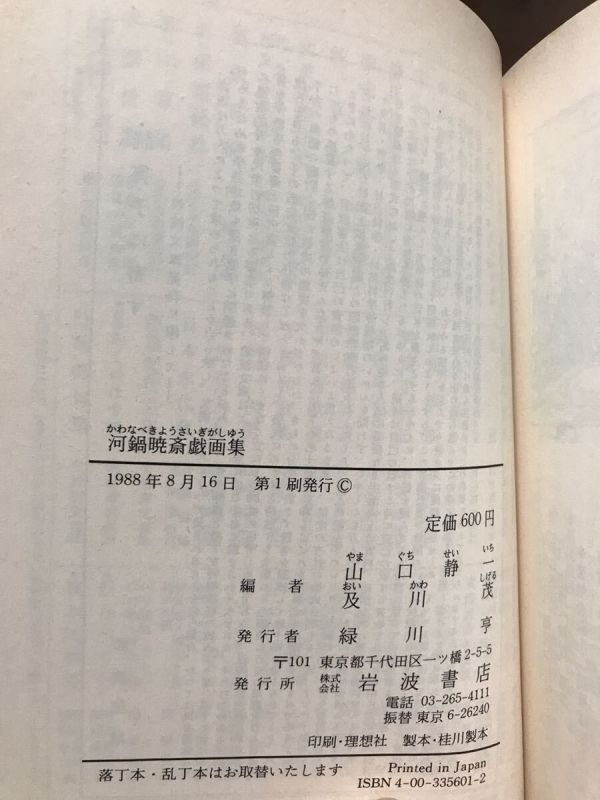 かわなべきようさいぎがしゆう
河鍋暁斎戯画集
1988年8月16日 第1刷発行©
定価600円
やま ぐち せい いち
編者 山口静一
おい かわ しげる
及川茂
発行者 緑川亨
〒101 東京都千代田区一ツ橋2-5-5
発行所 株式会社 岩波書店
電話 03-265-4111
振替 東京 6-26240
印刷・理想社 製本・桂川製本
落丁本・乱丁本はお取替いたします Printed in Japan
ISBN 4-00-335601-2